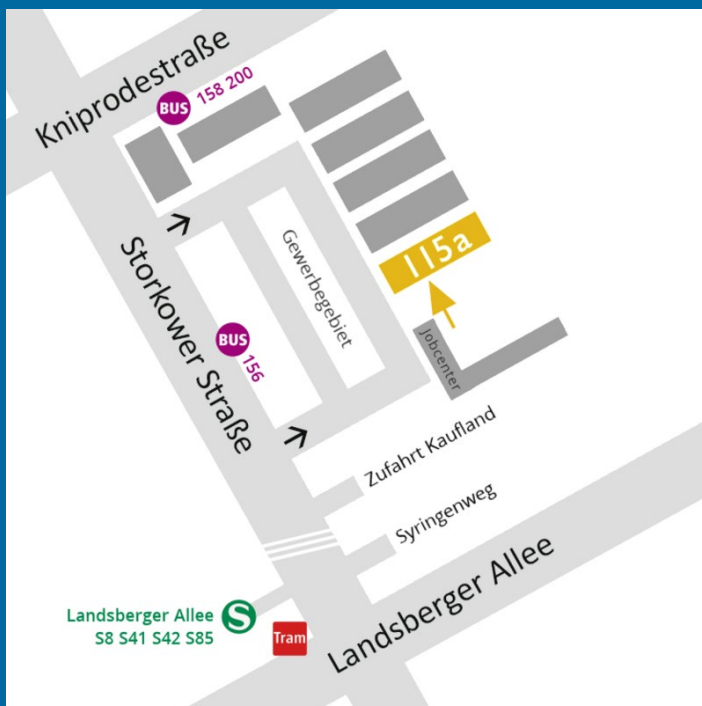 Kniprodestraße
BUS 158 200
115a
Gewerbegebiet
Storkower Straße
BUS 156
Jobcenter
Zufahrt Kaufland
Syringenweg
Landsberger Allee
Landsberger Allee
S8 S41 S42 S85
S
Tram